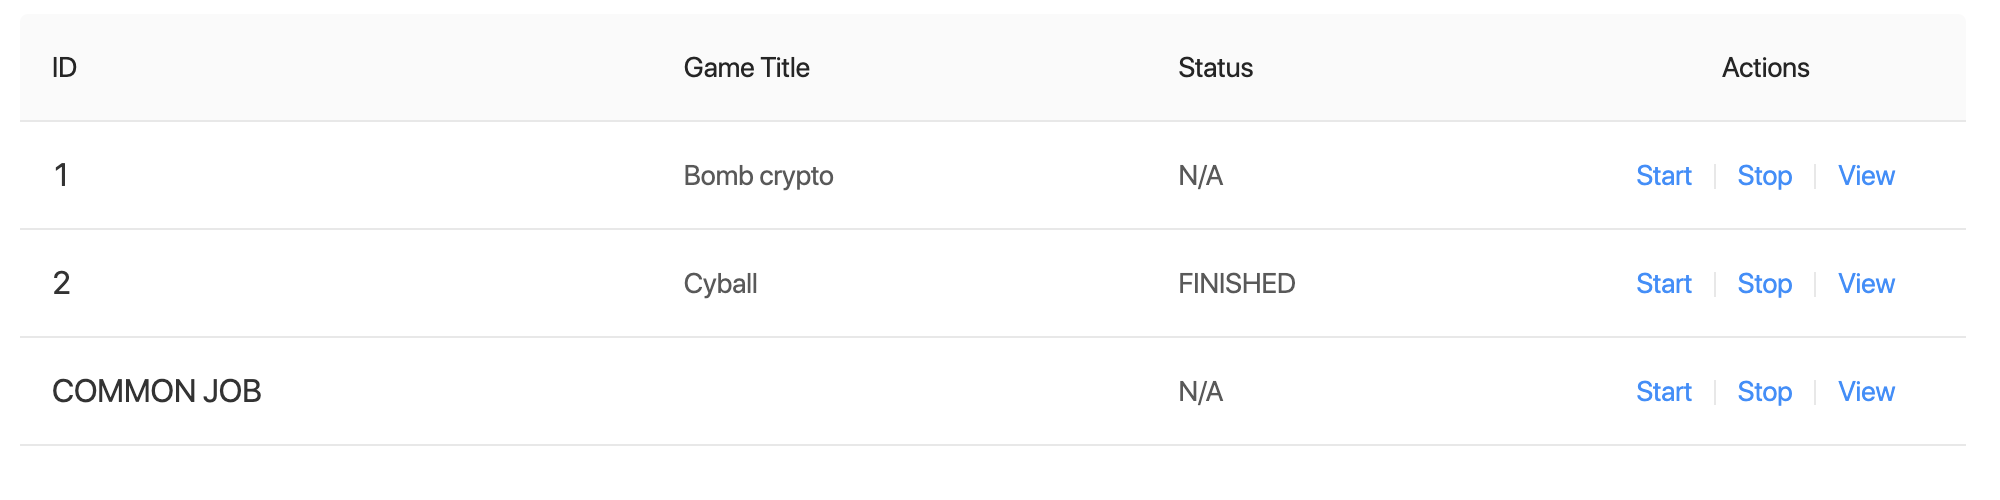 ID Game Title Status Actions
1 Bomb crypto N/A Start Stop View
2 Cyball FINISHED Start Stop View
COMMON JOB N/A Start Stop View